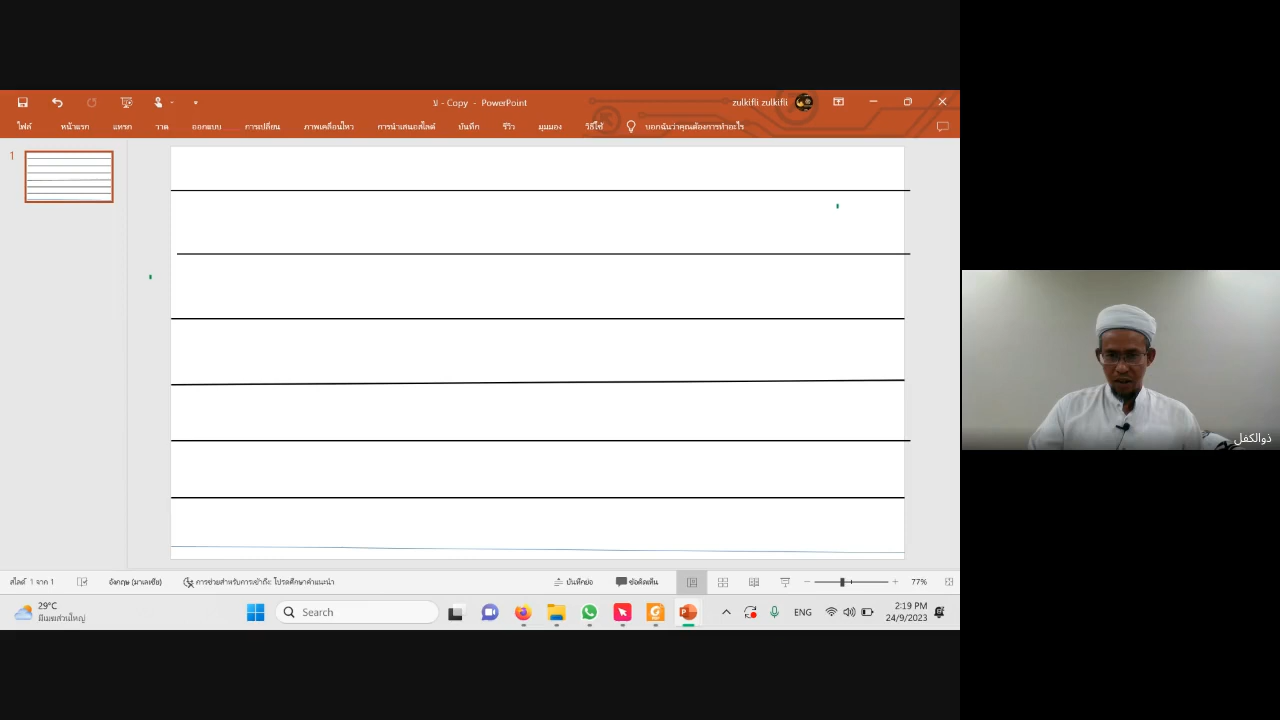 ง - Copy - PowerPoint
zulkifli zulkifli
ไฟล์ หน้าแรก แทรก วาด ออกแบบ การเปลี่ยน ภาพเคลื่อนไหว การนำเสนอสไลด์ บันทึก รีวิว มุมมอง วิธีใช้ บอกฉันว่าคุณต้องการทำอะไร
1
ذوالكفل
สไลด์ 1 จาก 1 อังกฤษ (มาเลเซีย) การช่วยสำหรับการเข้าถึง: โปรดศึกษาคำแนะนำ บันทึกย่อ ข้อคิดเห็น 77%
29°C
มีเมฆส่วนใหญ่
Search
ENG
2:19 PM
24/9/2023